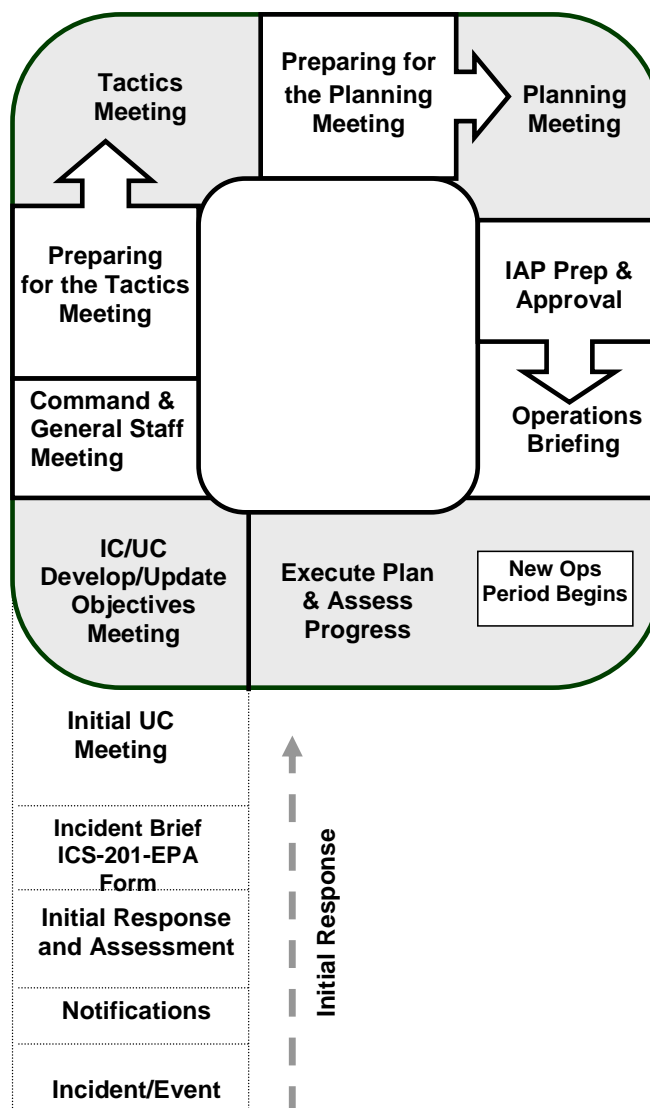 Tactics
Meeting
Preparing for
the Planning
Meeting
Planning
Meeting
Preparing
for the Tactics
Meeting
IAP Prep &
Approval
Command &
General Staff
Meeting
Operations
Briefing
IC/UC
Develop/Update
Objectives
Meeting
Execute Plan
& Assess
Progress
New Ops
Period Begins
Initial UC
Meeting
Incident Brief
ICS-201-EPA
Form
Initial Response
and Assessment
Notifications
Incident/Event
Initial Response